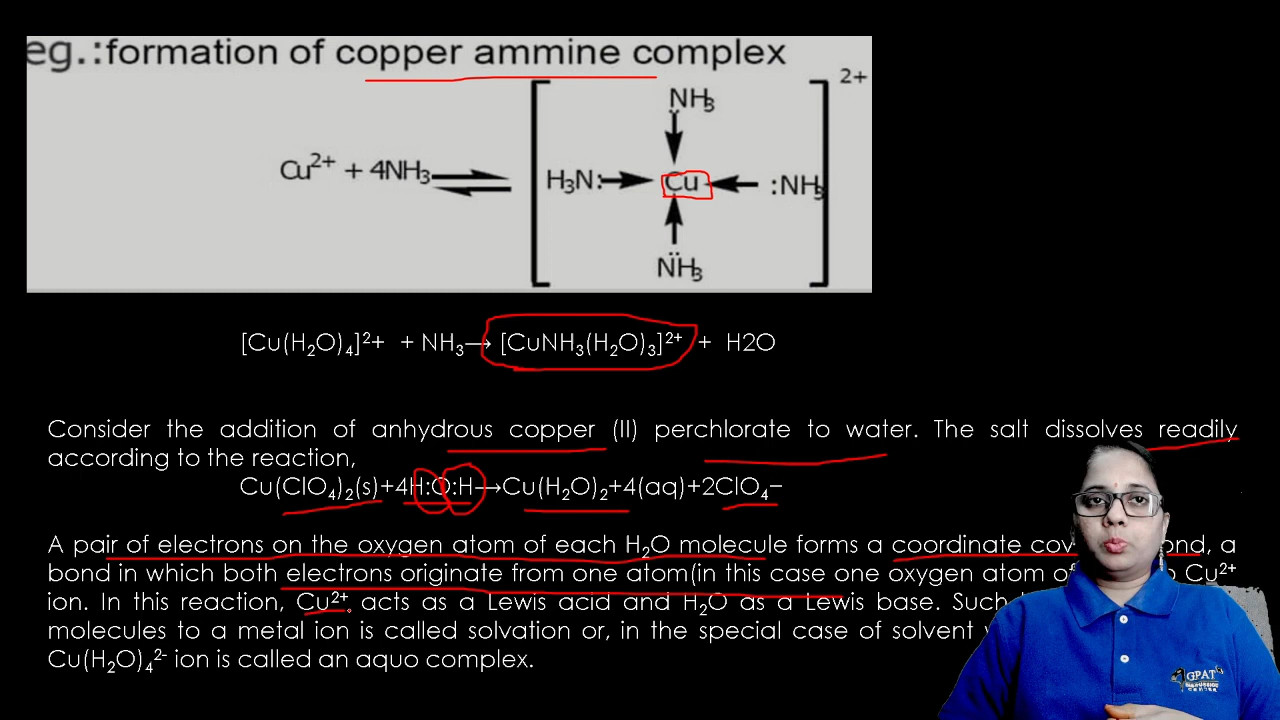 eg.:formation of copper ammine complex
2+
NH₃
Cu²⁺ + 4NH₃ H₃N: Cu :NH₃
N̈H₃
[Cu(H₂O)₄]²+ + NH₃→ [CuNH₃(H₂O)₃]²⁺ + H2O
Consider the addition of anhydrous copper (II) perchlorate to water. The salt dissolves readily
according to the reaction,
Cu(ClO₄)₂(s)+4H:O:H→Cu(H₂O)₂+4(aq)+2ClO₄−
A pair of electrons on the oxygen atom of each H₂O molecule forms a coordinate, a
bond in which both electrons originate from one atom(in this case one oxygen atom Cu²⁺
ion. In this reaction, Cu²⁺ acts as a Lewis acid and H₂O as a Lewis base. Such
molecules to a metal ion is called solvation or, in the special case of solvent
Cu(H₂O)₄²⁻ ion is called an aquo complex.
GPAT